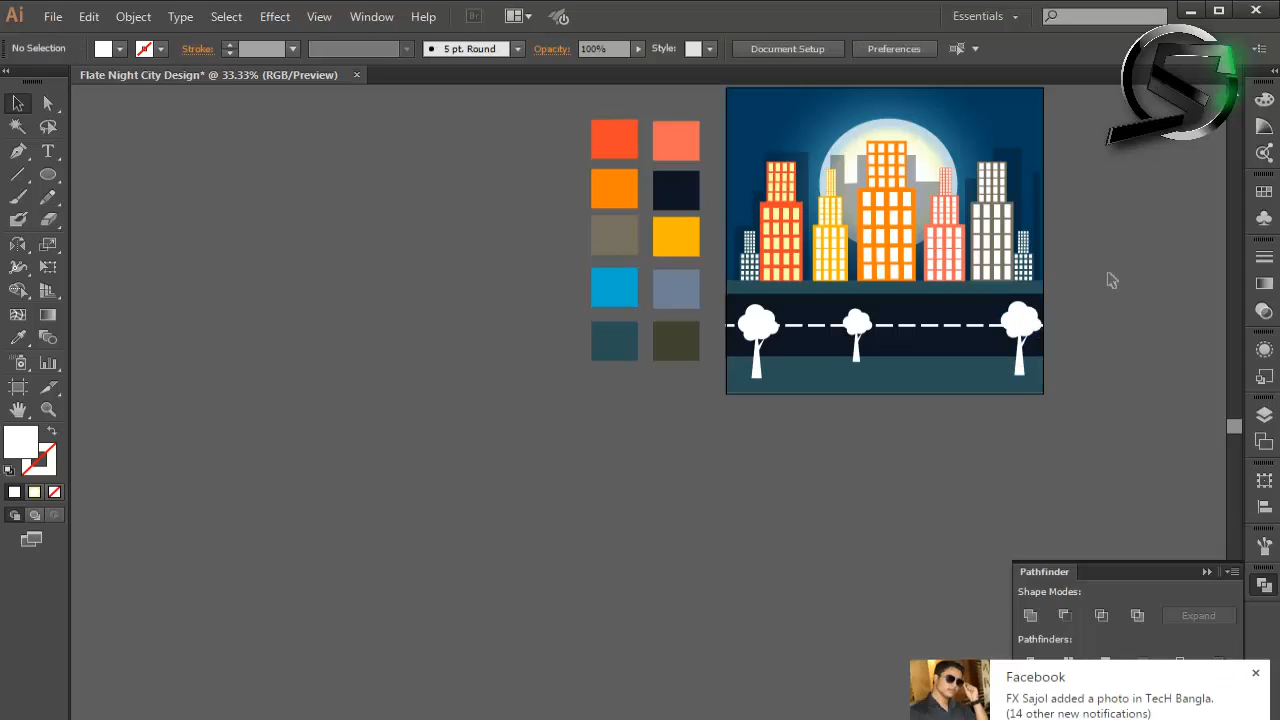 Ai File Edit Object Type Select Effect View Window Help Br Essentials
No Selection Stroke: 5 pt. Round Opacity: 100% Style: Document Setup Preferences
Flate Night City Design* @ 33.33% (RGB/Preview)
Pathfinder
Shape Modes:
Expand
Pathfinders:
Facebook
FX Sajol added a photo in TecH Bangla.
(14 other new notifications)